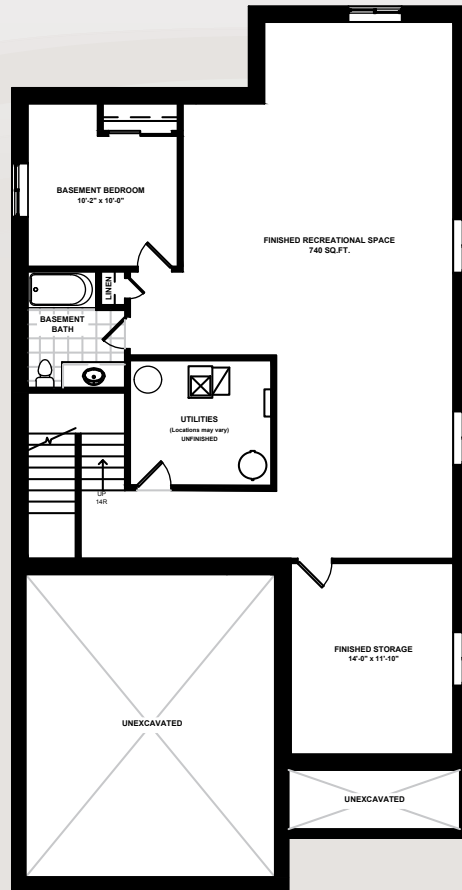 BASEMENT BEDROOM
10'-2" x 10'-0"
FINISHED RECREATIONAL SPACE
740 SQ.FT.
LINEN
BASEMENT
BATH
UTILITIES
(Locations may vary)
UNFINISHED
UP
14R
FINISHED STORAGE
14'-0" x 11'-10"
UNEXCAVATED
UNEXCAVATED